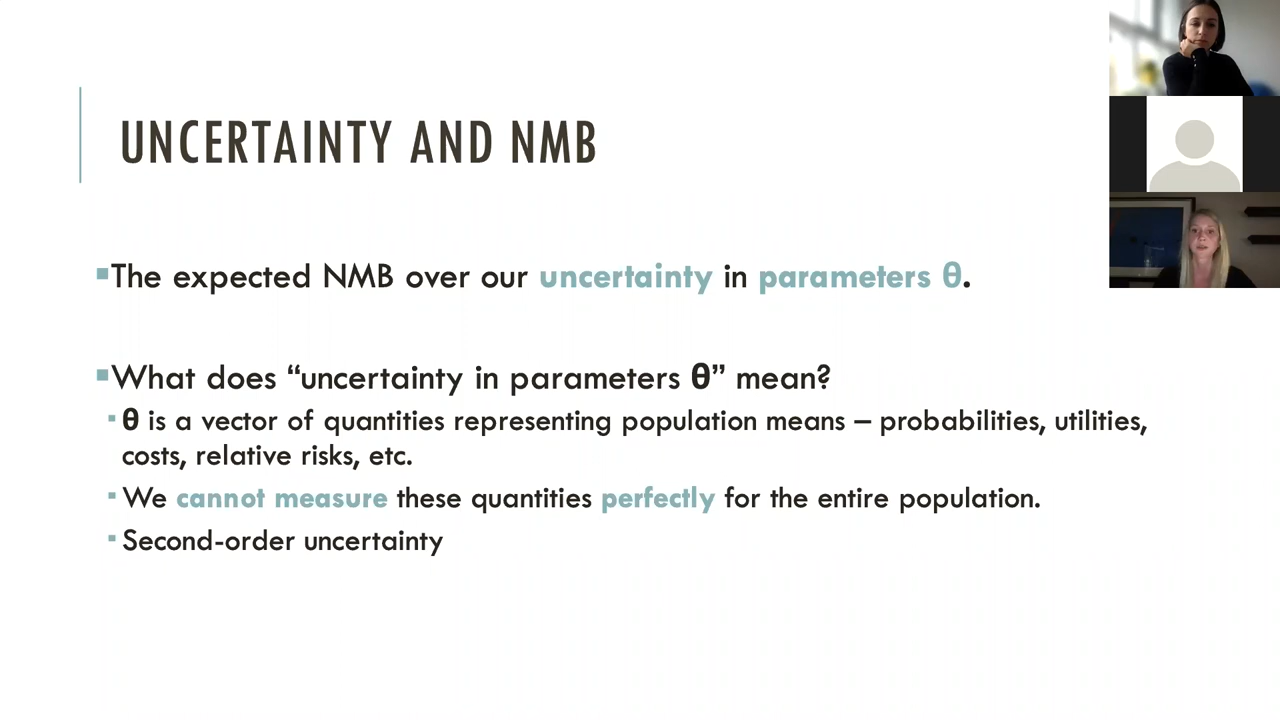 UNCERTAINTY AND NMB
▪The expected NMB over our uncertainty in parameters θ.
▪What does “uncertainty in parameters θ” mean?
▪θ is a vector of quantities representing population means – probabilities, utilities,
costs, relative risks, etc.
▪We cannot measure these quantities perfectly for the entire population.
▪Second-order uncertainty